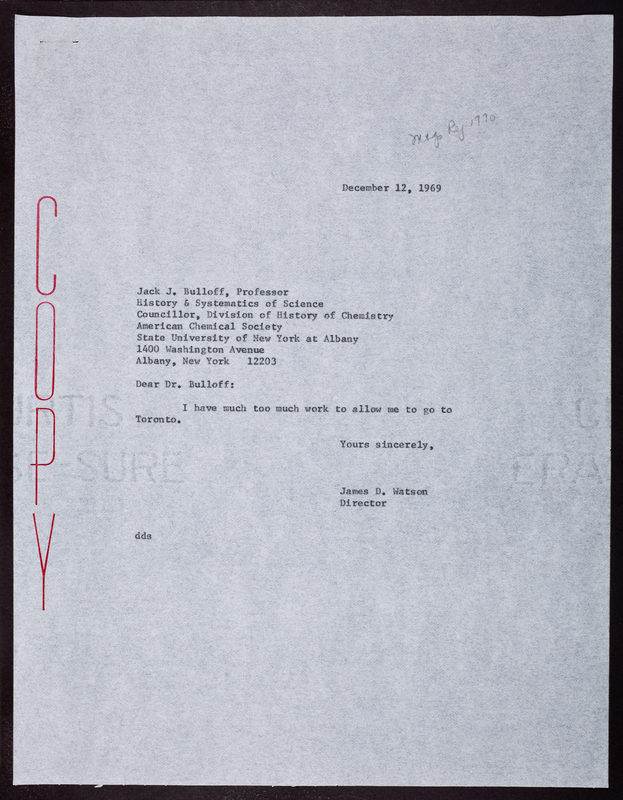 1970
December 12, 1969
COPY
Jack J. Bulloff, Professor
History & Systematics of Science
Councillor, Division of History of Chemistry
American Chemical Society
State University of New York at Albany
1400 Washington Avenue
Albany, New York 12203
Dear Dr. Bulloff:
I have much too much work to allow me to go to
Toronto.
Yours sincerely,
James D. Watson
Director
dds